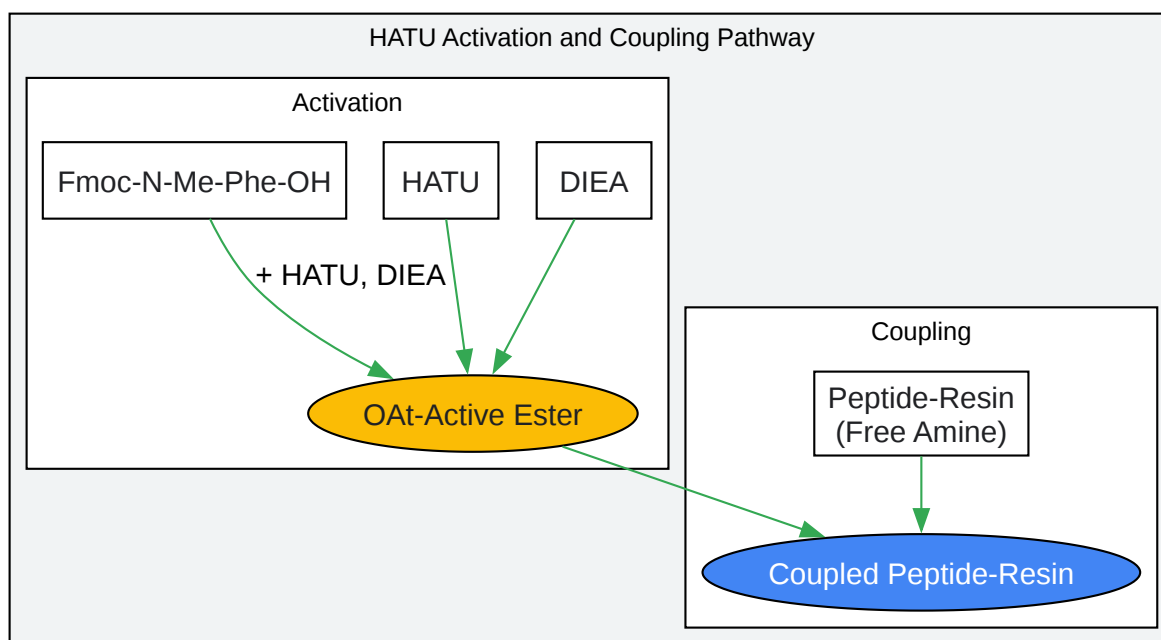 HATU Activation and Coupling Pathway
Activation
Fmoc-N-Me-Phe-OH
HATU
DIEA
+ HATU, DIEA
OAt-Active Ester
Coupling
Peptide-Resin
(Free Amine)
Coupled Peptide-Resin